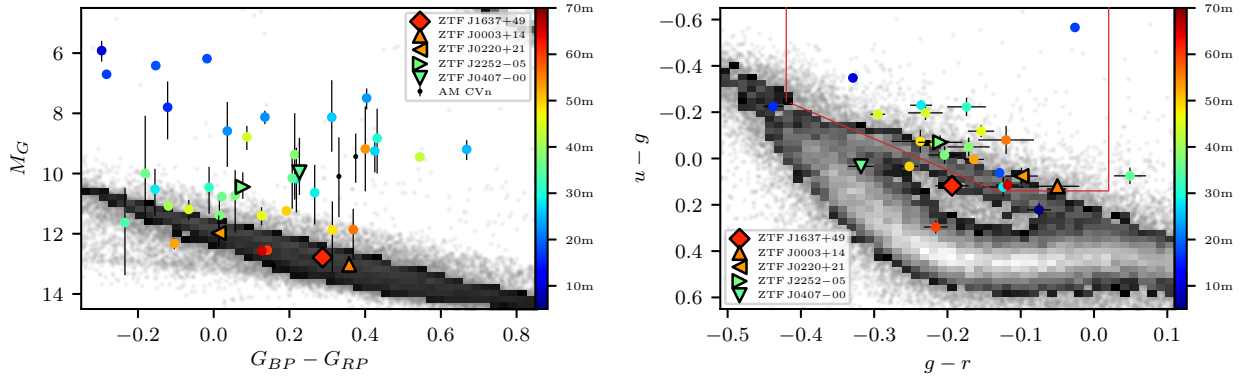 ZTF J1637+49
ZTF J0003+14
ZTF J0220+21
ZTF J2252−05
ZTF J0407−00
AM CVn
6
8
10
12
14
M_G
−0.2 0.0 0.2 0.4 0.6 0.8
G_BP − G_RP
70m
60m
50m
40m
30m
20m
10m
−0.6
−0.4
−0.2
0.0
0.2
0.4
0.6
u − g
ZTF J1637+49
ZTF J0003+14
ZTF J0220+21
ZTF J2252−05
ZTF J0407−00
−0.5 −0.4 −0.3 −0.2 −0.1 0.0 0.1
g − r
70m
60m
50m
40m
30m
20m
10m